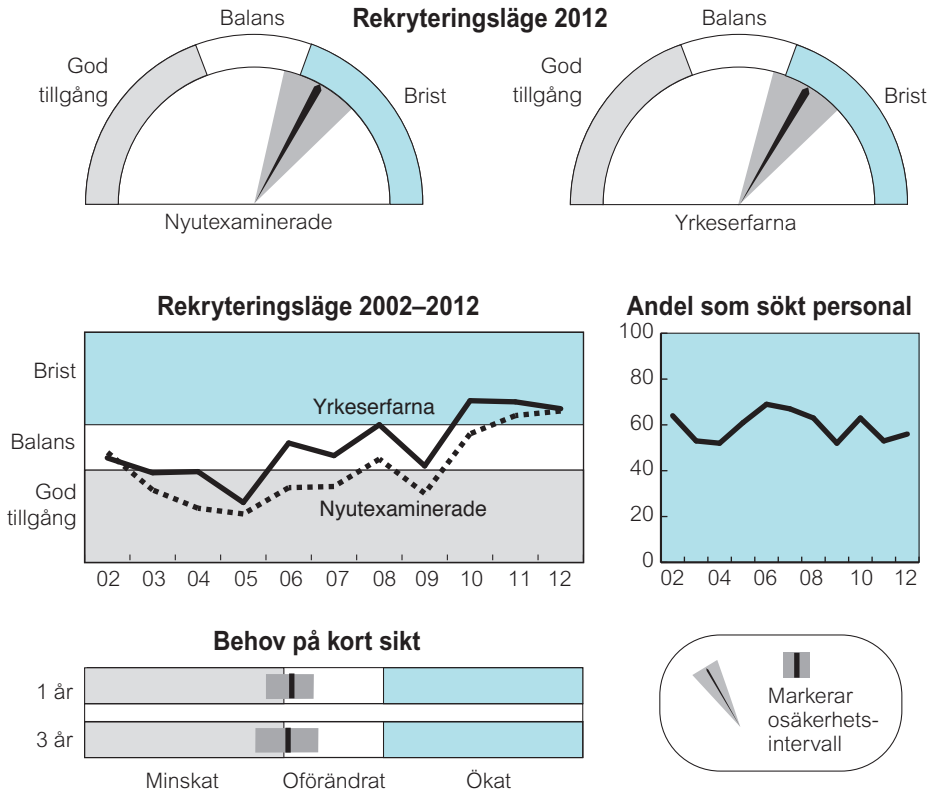 Rekryteringsläge 2012
Balans
God
tillgång
Brist
Nyutexaminerade
Balans
God
tillgång
Brist
Yrkeserfarna
Rekryteringsläge 2002–2012
Brist
Balans
God
tillgång
Yrkeserfarna
Nyutexaminerade
02 03 04 05 06 07 08 09 10 11 12
Andel som sökt personal
100
80
60
40
20
0
02 04 06 08 10 12
Behov på kort sikt
1 år
3 år
Minskat Oförändrat Ökat
Markerar
osäkerhets-
intervall